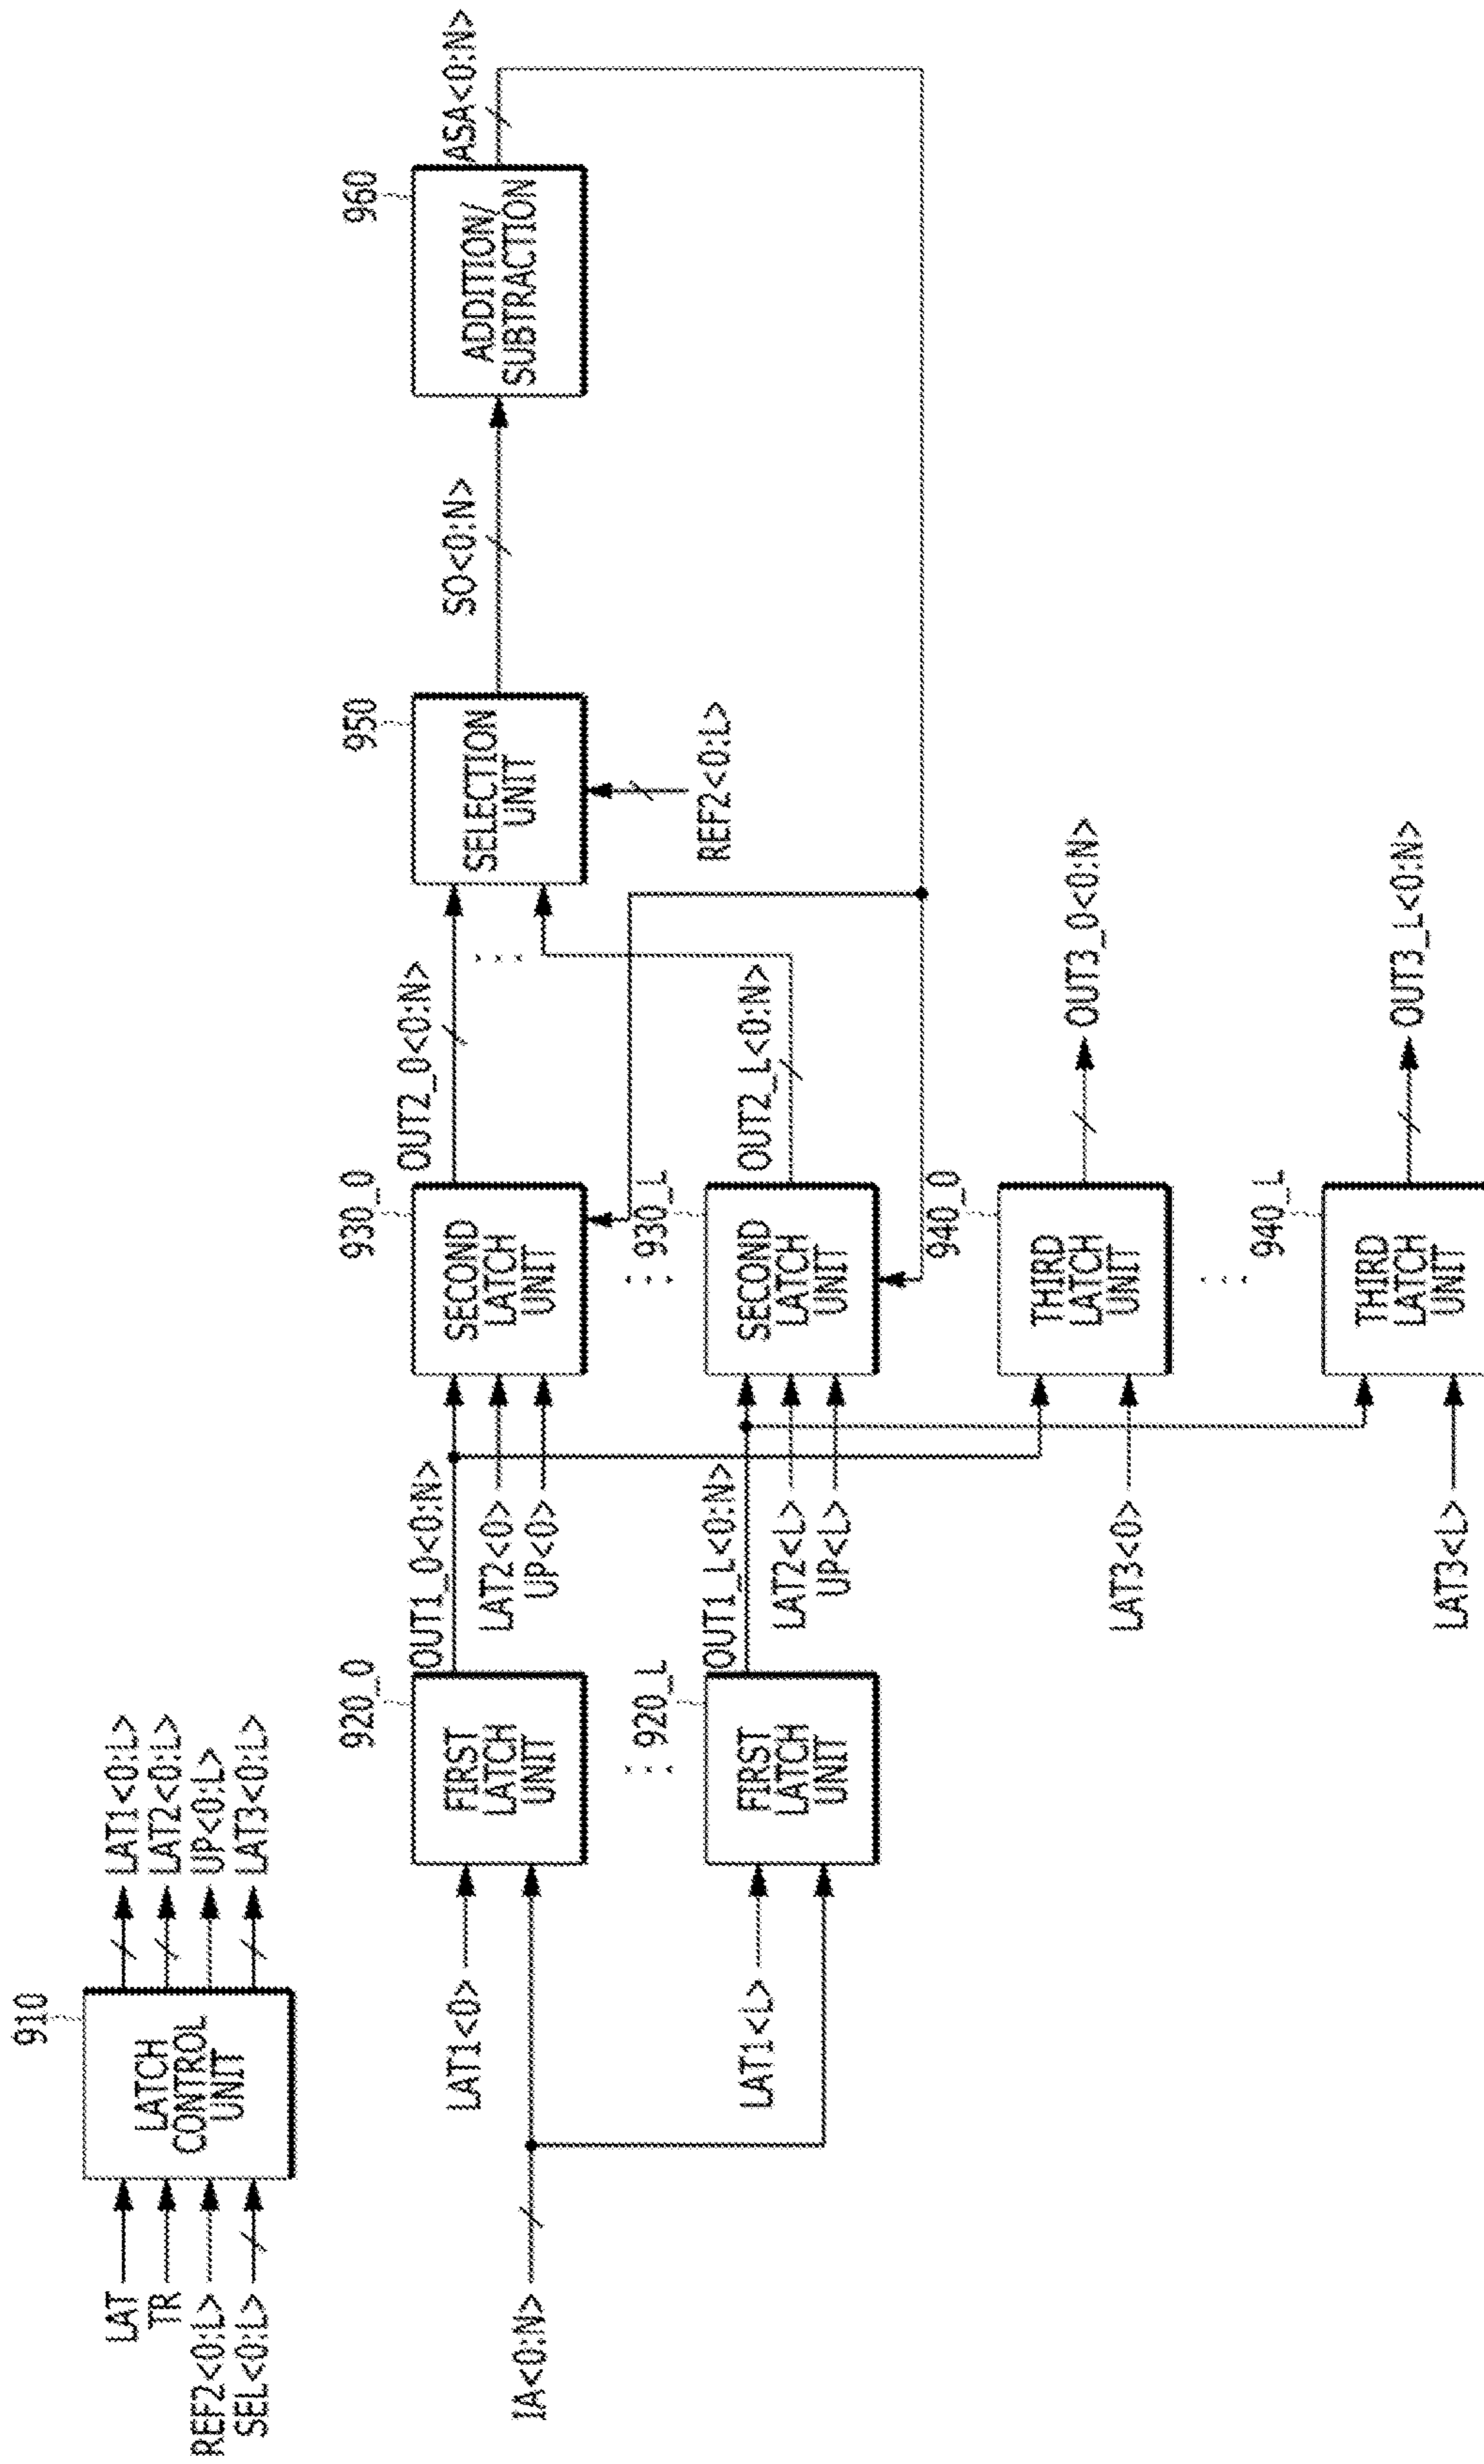 910
LAT
TR
REF2<0:L>
SEL<0:L>
LATCH
CONTROL
UNIT
LAT1<0:L>
LAT2<0:L>
UP<0:L>
LAT3<0:L>
IA<0:N>
LAT1<0>
920_0
FIRST
LATCH
UNIT
OUT1_0<0:N>
LAT2<0>
UP<0>
930_0
SECOND
LATCH
UNIT
OUT2_0<0:N>
950
SELECTION
UNIT
REF2<0:L>
SO<0:N>
960
ADDITION/
SUBTRACTION
ASA<0:N>
LAT1<L>
920_L
FIRST
LATCH
UNIT
OUT1_L<0:N>
LAT2<L>
UP<L>
930_L
SECOND
LATCH
UNIT
OUT2_L<0:N>
LAT3<0>
940_0
THIRD
LATCH
UNIT
OUT3_0<0:N>
LAT3<L>
940_L
THIRD
LATCH
UNIT
OUT3_L<0:N>